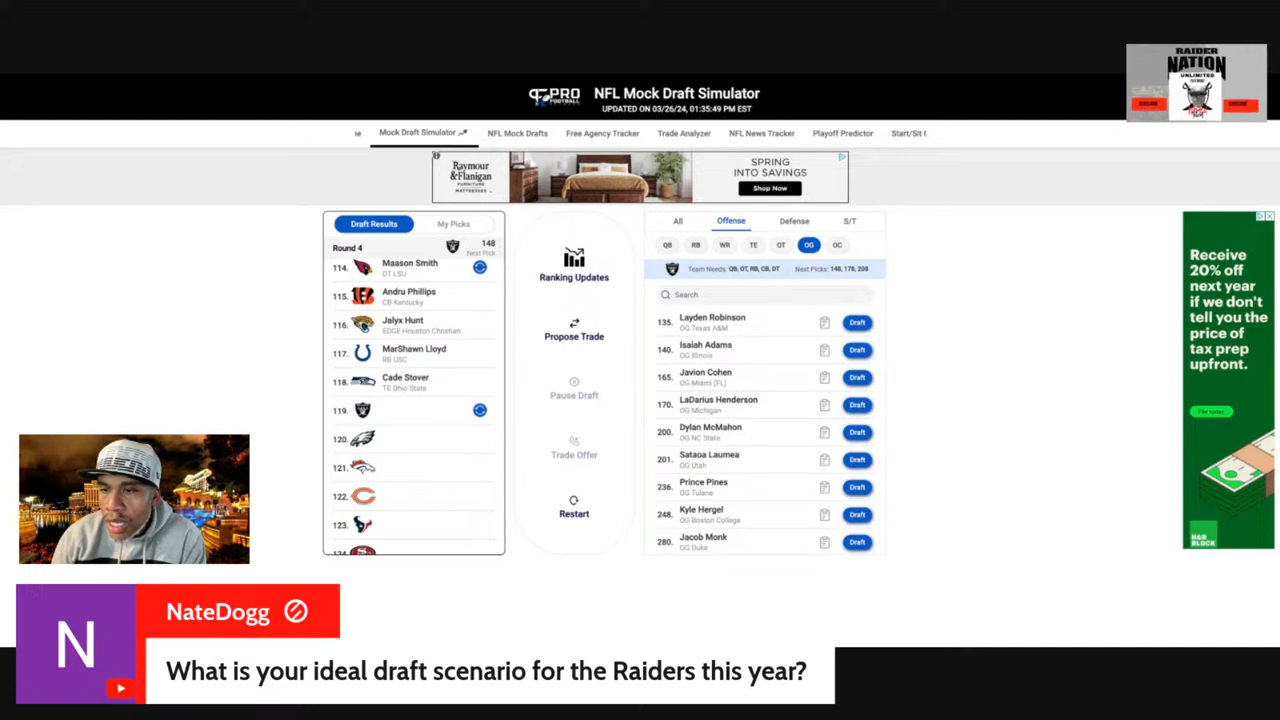 RAIDER
NATION
UNLIMITED
PRO
FOOTBALL
NFL Mock Draft Simulator
UPDATED ON 03/26/24, 01:35:49 PM EST
Mock Draft Simulator
NFL Mock Drafts
Free Agency Tracker
Trade Analyzer
NFL News Tracker
Playoff Predictor
Start/Sit
Raymour
& Flanigan
FURNITURE
MATTRESSES
SPRING
INTO SAVINGS
Shop Now
Draft Results
My Picks
Round 4
148
Next Pick
114.
Maason Smith
DT LSU
115.
Andru Phillips
CB Kentucky
116.
Jalyx Hunt
EDGE Houston Christian
117.
MarShawn Lloyd
RB USC
118.
Cade Stover
TE Ohio State
119.
120.
121.
122.
123.
Ranking Updates
Propose Trade
Pause Draft
Trade Offer
Restart
All
Offense
Defense
S/T
QB
RB
WR
TE
OT
OG
OC
Team Needs: QB, OT, RB, CB, DT
Next Picks: 148, 178, 208
Search
135.
Layden Robinson
OG Texas A&M
Draft
140.
Isaiah Adams
OG Illinois
Draft
165.
Javion Cohen
OG Miami (FL)
Draft
170.
LaDarius Henderson
OG Michigan
Draft
200.
Dylan McMahon
OG NC State
Draft
201.
Sataoa Laumea
OG Utah
Draft
236.
Prince Pines
OG Tulane
Draft
248.
Kyle Hergel
OG Boston College
Draft
280.
Jacob Monk
OG Duke
Draft
Receive
20% off
next year
if we don't
tell you the
price of
tax prep
upfront.
File today
H&R
BLOCK
N
NateDogg
What is your ideal draft scenario for the Raiders this year?